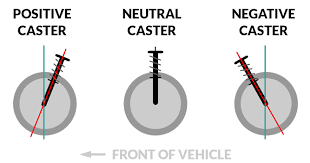 POSITIVE CASTER
NEUTRAL CASTER
NEGATIVE CASTER
FRONT OF VEHICLE